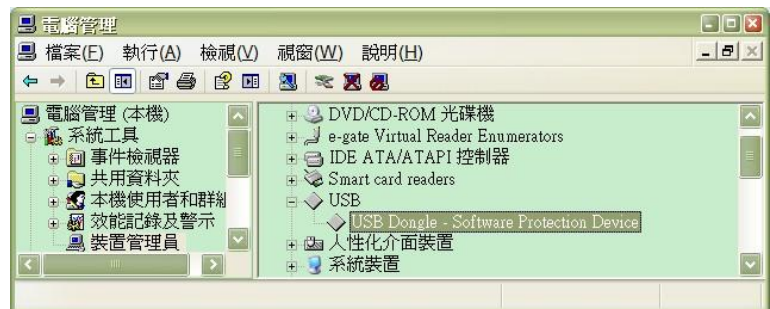 電腦管理
檔案(F) 執行(A) 檢視(V) 視窗(W) 說明(H)
電腦管理 (本機)
系統工具
事件檢視器
共用資料夾
本機使用者和群組
效能記錄及警示
裝置管理員
DVD/CD-ROM 光碟機
e-gate Virtual Reader Enumerators
IDE ATA/ATAPI 控制器
Smart card readers
USB
USB Dongle - Software Protection Device
人性化介面裝置
系統裝置